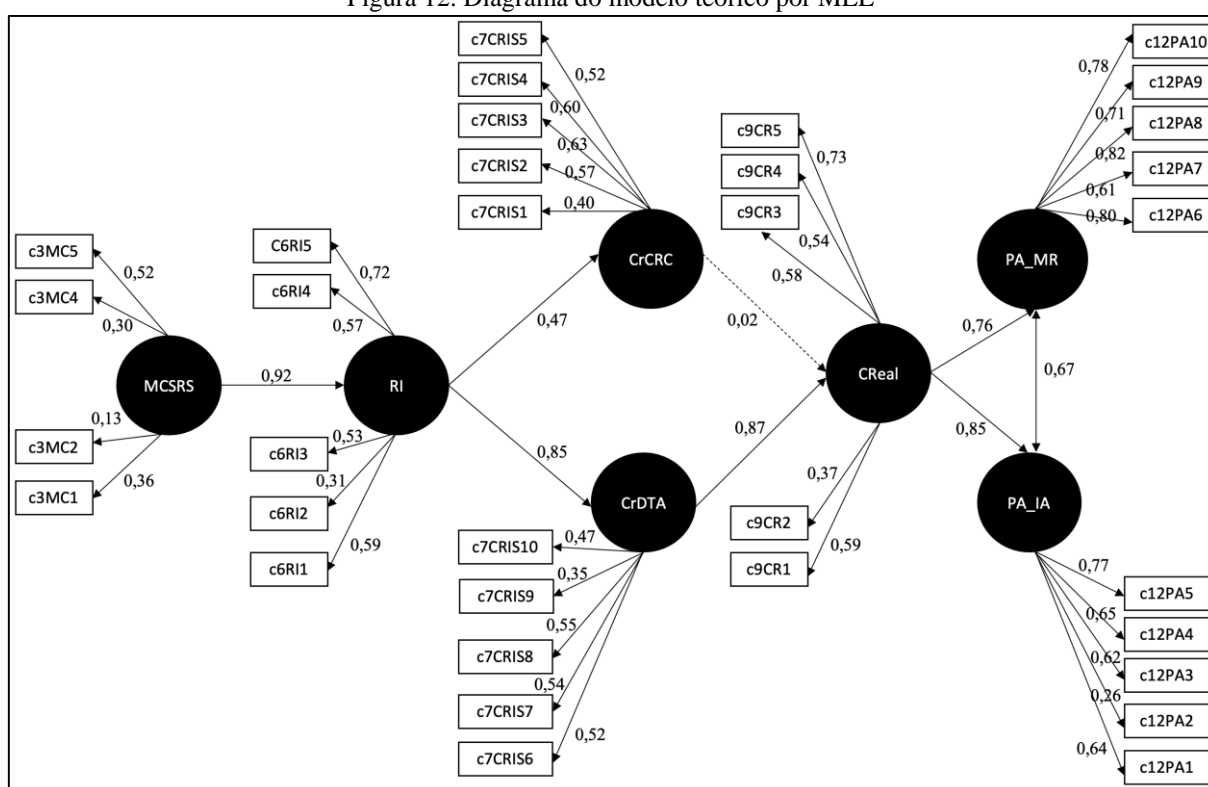 Figura 12: Diagrama do modelo teórico por MEE
c7CRIS5
c7CRIS4
c7CRIS3
c7CRIS2
c7CRIS1
0,52
0,60
0,63
0,57
0,40
CrCRC
c9CR5
c9CR4
c9CR3
0,73
0,54
0,58
c12PA10
c12PA9
c12PA8
c12PA7
c12PA6
0,78
0,71
0,82
0,61
0,80
PA_MR
c3MC5
c3MC4
0,52
0,30
MCSRS
0,13
0,36
c3MC2
c3MC1
0,92
C6RI5
c6RI4
0,72
0,57
RI
c6RI3
c6RI2
c6RI1
0,53
0,31
0,59
0,47
0,85
0,02
0,87
CReal
0,76
0,85
0,67
0,37
0,59
c9CR2
c9CR1
CrDTA
c7CRIS10
c7CRIS9
c7CRIS8
c7CRIS7
c7CRIS6
0,47
0,35
0,55
0,54
0,52
PA_IA
0,77
0,65
0,62
0,26
0,64
c12PA5
c12PA4
c12PA3
c12PA2
c12PA1